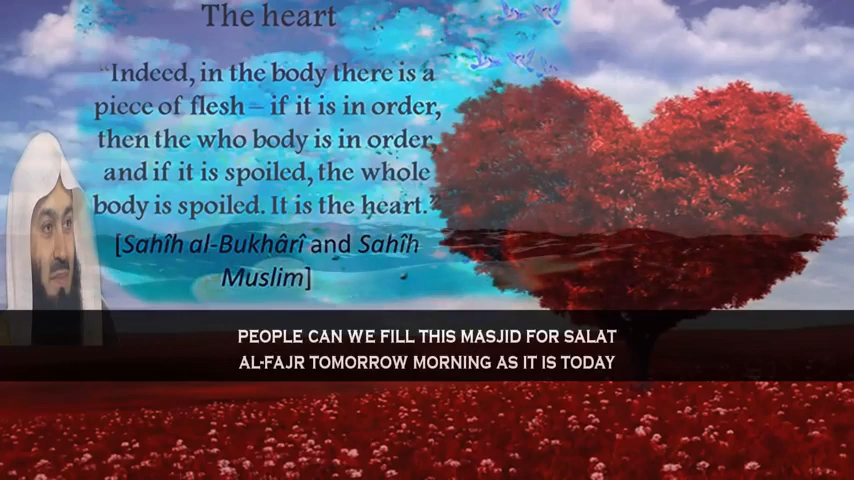 The heart
"Indeed, in the body there is a
piece of flesh – if it is in order,
then the who body is in order,
and if it is spoiled, the whole
body is spoiled. It is the heart."
[Sahîh al-Bukhârî and Sahîh
Muslim]
PEOPLE CAN WE FILL THIS MASJID FOR SALAT
AL-FAJR TOMORROW MORNING AS IT IS TODAY